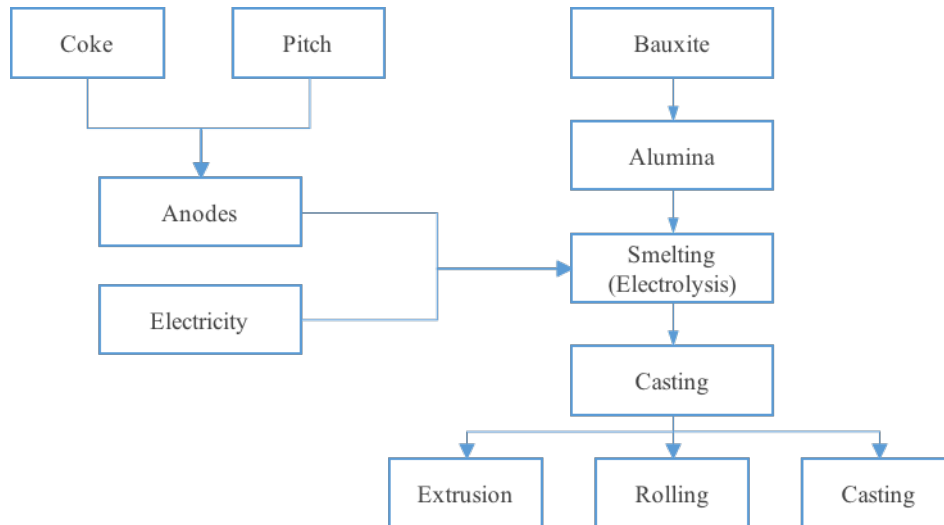 Coke
Pitch
Bauxite
Alumina
Anodes
Smelting
(Electrolysis)
Electricity
Casting
Extrusion
Rolling
Casting